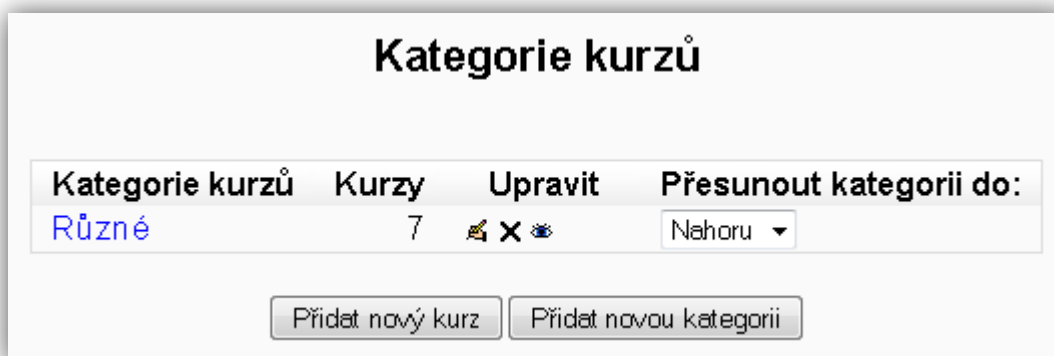 Kategorie kurzů
Kategorie kurzů Kurzy Upravit Přesunout kategorii do:
Různé 7 Nahoru
Přidat nový kurz Přidat novou kategorii